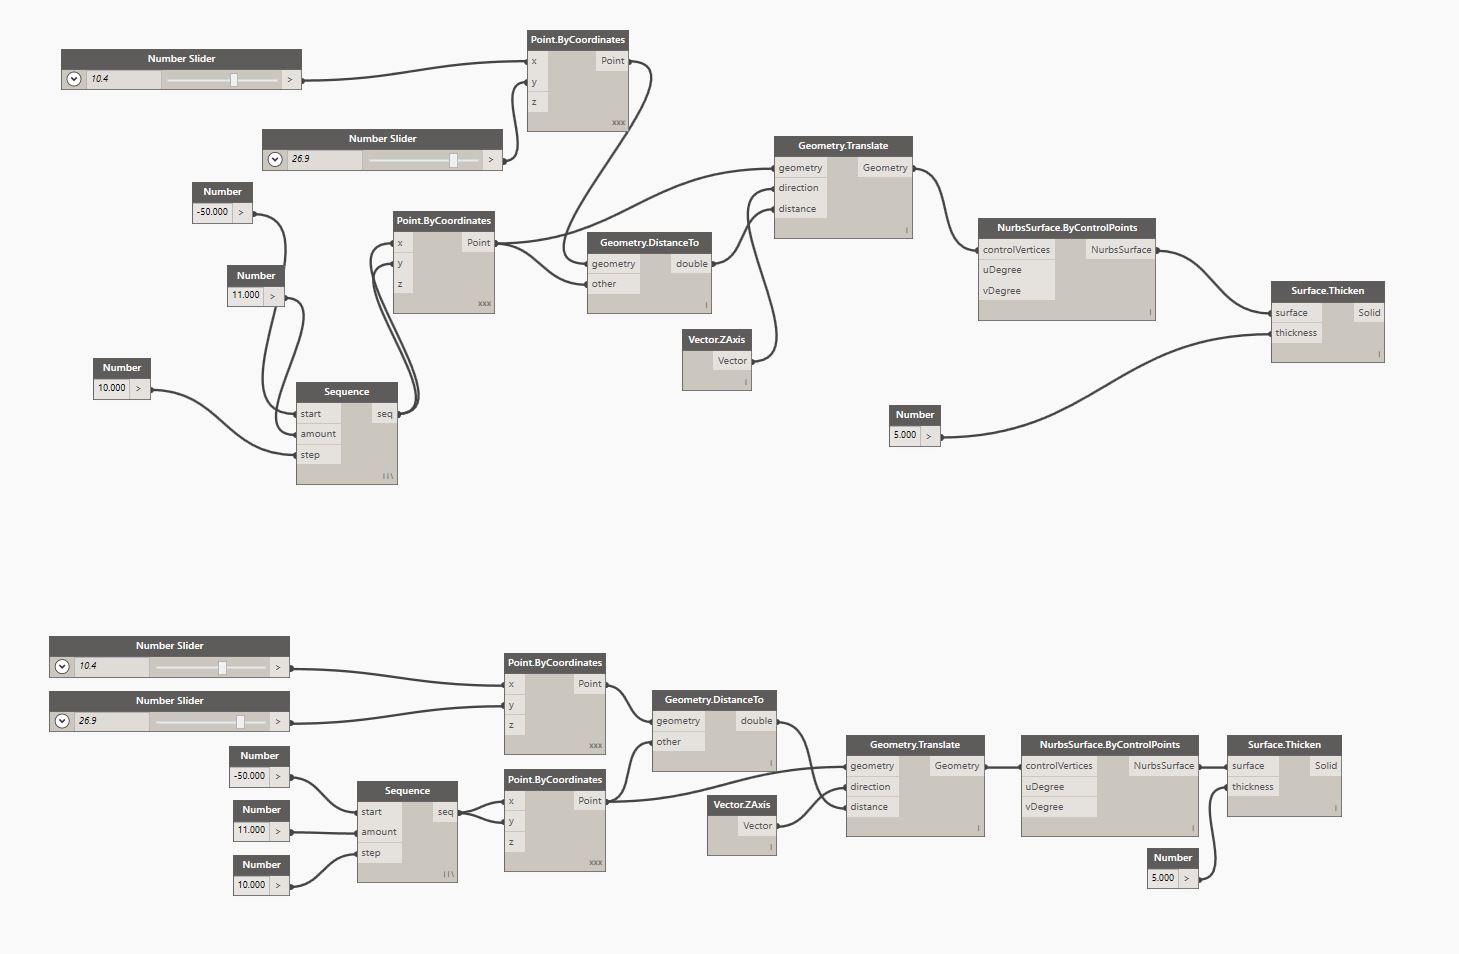 Number Slider
10.4 >
Point.ByCoordinates
x Point
y
z
xxx
Number Slider
26.9 >
Number
-50.000 >
Point.ByCoordinates
x Point
y
z
xxx
Geometry.DistanceTo
geometry double
other
|
Geometry.Translate
geometry Geometry
direction
distance
|
NurbsSurface.ByControlPoints
controlVertices NurbsSurface
uDegree
vDegree
|
Surface.Thicken
surface Solid
thickness
|
Number
11.000 >
Vector.ZAxis
Vector
|
Number
10.000 >
Sequence
start seq
amount
step
||\
Number
5.000 >
Number Slider
10.4 >
Number Slider
26.9 >
Number
-50.000 >
Number
11.000 >
Number
10.000 >
Sequence
start seq
amount
step
||\
Point.ByCoordinates
x Point
y
z
xxx
Point.ByCoordinates
x Point
y
z
xxx
Geometry.DistanceTo
geometry double
other
|
Vector.ZAxis
Vector
|
Geometry.Translate
geometry Geometry
direction
distance
|
NurbsSurface.ByControlPoints
controlVertices NurbsSurface
uDegree
vDegree
|
Surface.Thicken
surface Solid
thickness
|
Number
5.000 >